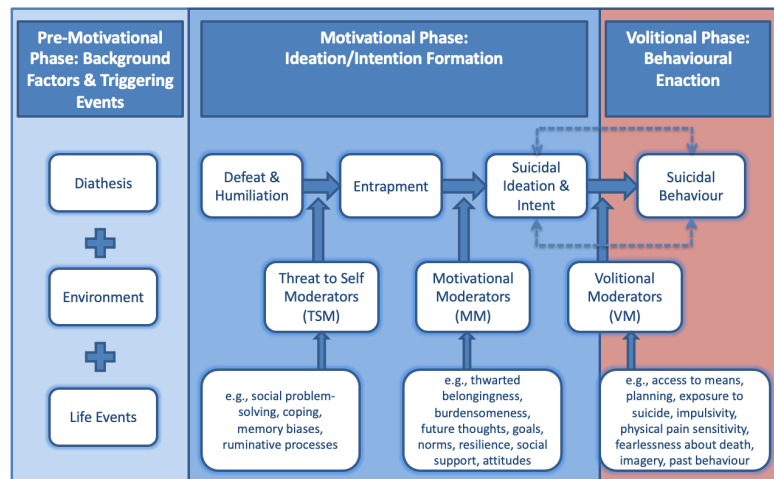 Pre-Motivational
Phase: Background
Factors & Triggering
Events
Motivational Phase:
Ideation/Intention Formation
Volitional Phase:
Behavioural
Enaction
Diathesis
Environment
Life Events
Defeat &
Humiliation
Entrapment
Suicidal
Ideation &
Intent
Suicidal
Behaviour
Threat to Self
Moderators
(TSM)
Motivational
Moderators
(MM)
Volitional
Moderators
(VM)
e.g., social problem-
solving, coping,
memory biases,
ruminative processes
e.g., thwarted
belongingness,
burdensomeness,
future thoughts, goals,
norms, resilience, social
support, attitudes
e.g., access to means,
planning, exposure to
suicide, impulsivity,
physical pain sensitivity,
fearlessness about death,
imagery, past behaviour